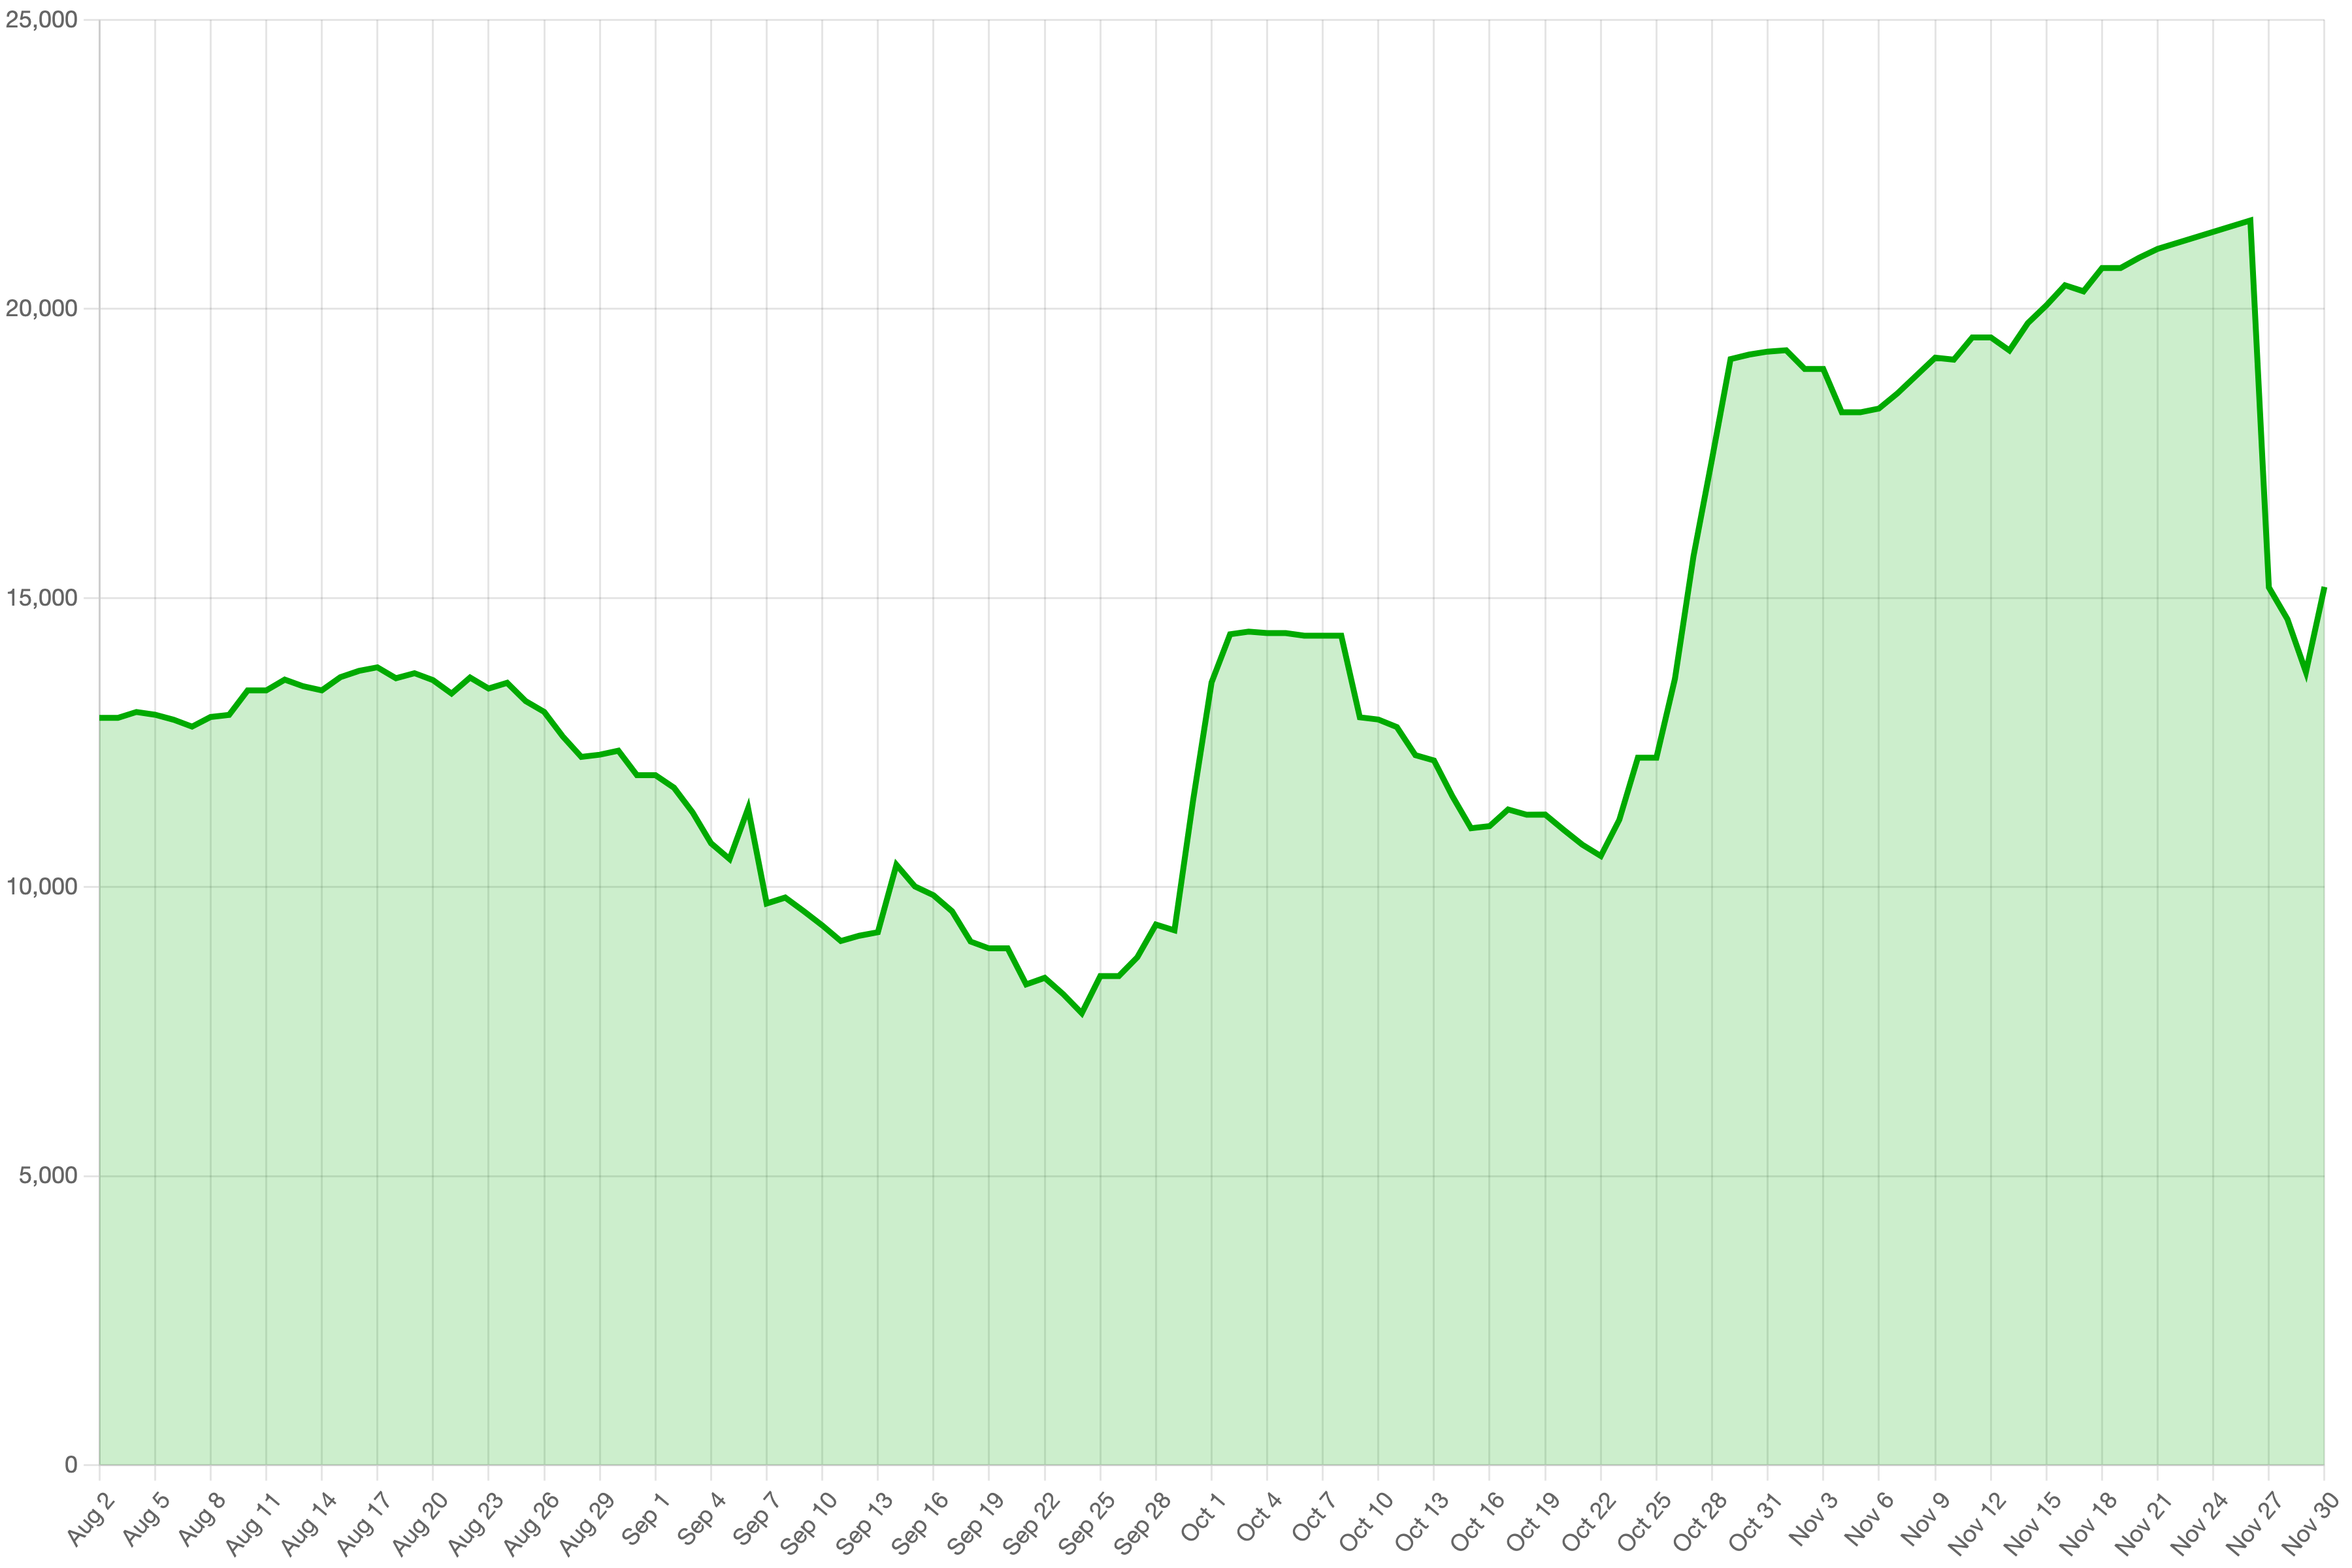 25,000
20,000
15,000
10,000
5,000
0
Aug 2
Aug 5
Aug 8
Aug 11
Aug 14
Aug 17
Aug 20
Aug 23
Aug 26
Aug 29
Sep 1
Sep 4
Sep 7
Sep 10
Sep 13
Sep 16
Sep 19
Sep 22
Sep 25
Sep 28
Oct 1
Oct 4
Oct 7
Oct 10
Oct 13
Oct 16
Oct 19
Oct 22
Oct 25
Oct 28
Oct 31
Nov 3
Nov 6
Nov 9
Nov 12
Nov 15
Nov 18
Nov 21
Nov 24
Nov 27
Nov 30